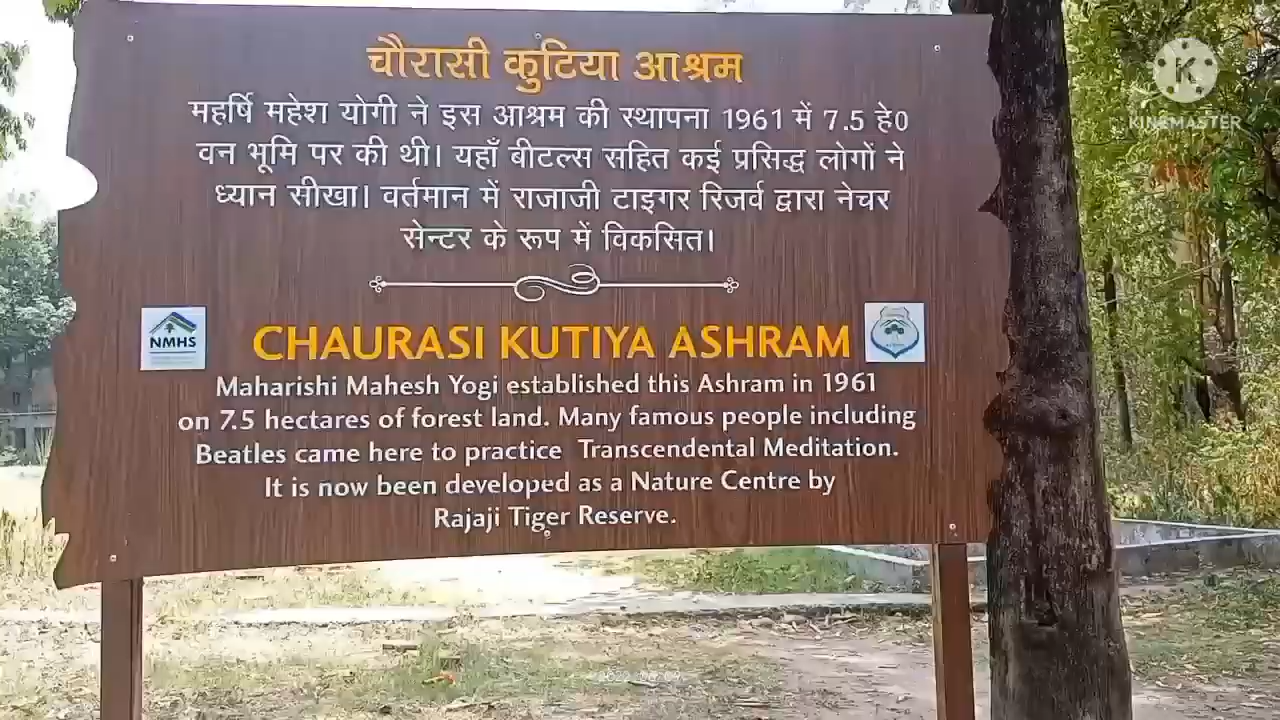 चौरासी कुटिया आश्रम
महर्षि महेश योगी ने इस आश्रम की स्थापना 1961 में 7.5 हे0
वन भूमि पर की थी। यहाँ बीटल्स सहित कई प्रसिद्ध लोगों ने
ध्यान सीखा। वर्तमान में राजाजी टाइगर रिजर्व द्वारा नेचर
सेन्टर के रूप में विकसित।
NMHS
CHAURASI KUTIYA ASHRAM
Maharishi Mahesh Yogi established this Ashram in 1961
on 7.5 hectares of forest land. Many famous people including
Beatles came here to practice Transcendental Meditation.
It is now been developed as a Nature Centre by
Rajaji Tiger Reserve.
K
KINEMASTER